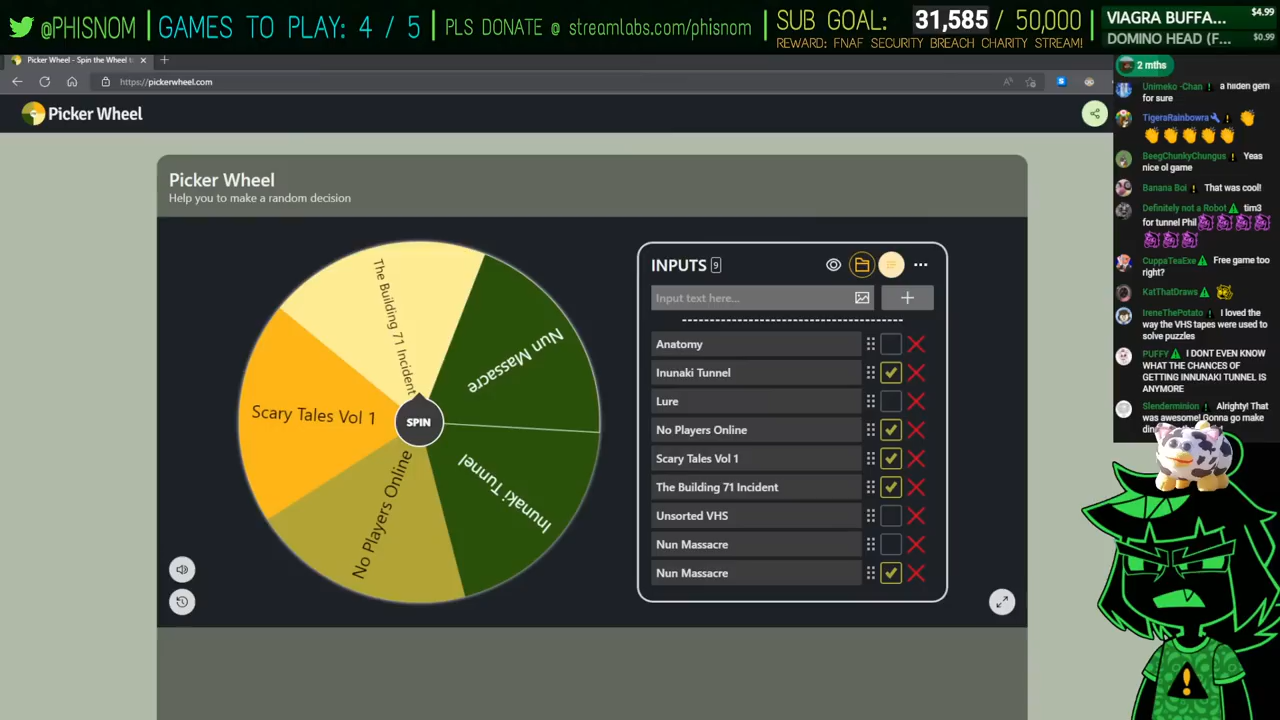 @PHISNOM
GAMES TO PLAY: 4 / 5
PLS DONATE @ streamlabs.com/phisnom
SUB GOAL: 31,585 / 50,000
REWARD: FNAF SECURITY BREACH CHARITY STREAM!
VIAGRA BUFFA... $4.99
DOMINO HEAD (F... $0.99
Picker Wheel - Spin the Wheel t
https://pickerwheel.com
Picker Wheel
Picker Wheel
Help you to make a random decision
The Building 71 Incident
Nun Massacre
Scary Tales Vol 1
SPIN
No Players Online
Inunaki Tunnel
INPUTS 9
Input text here...
Anatomy
Inunaki Tunnel
Lure
No Players Online
Scary Tales Vol 1
The Building 71 Incident
Unsorted VHS
Nun Massacre
Nun Massacre
2 mths
Unimeko -Chan a hiiden gem
for sure
TigeraRainbowra
BeegChunkyChungus Yeas
nice ol game
Banana Boi That was cool!
Definitely not a Robot tim3
for tunnel Phil
CuppaTeaExe Free game too
right?
KatThatDraws
IreneThePotato I loved the
way the VHS tapes were used to
solve puzzles
PUFFY I DONT EVEN KNOW
WHAT THE CHANCES OF
GETTING INNUNAKI TUNNEL IS
ANYMORE
Slenderminion Alrighty! That
was awesome! Gonna go make